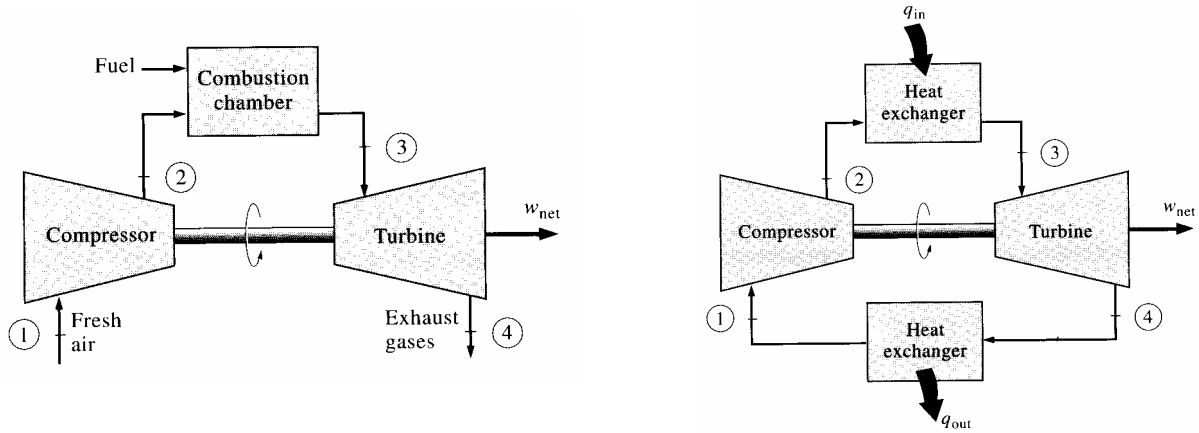 Fuel
Combustion
chamber
2
3
Compressor
Turbine
w_net
1
Fresh
air
Exhaust
gases
4
q_in
Heat
exchanger
2
3
Compressor
Turbine
w_net
1
Heat
exchanger
4
q_out